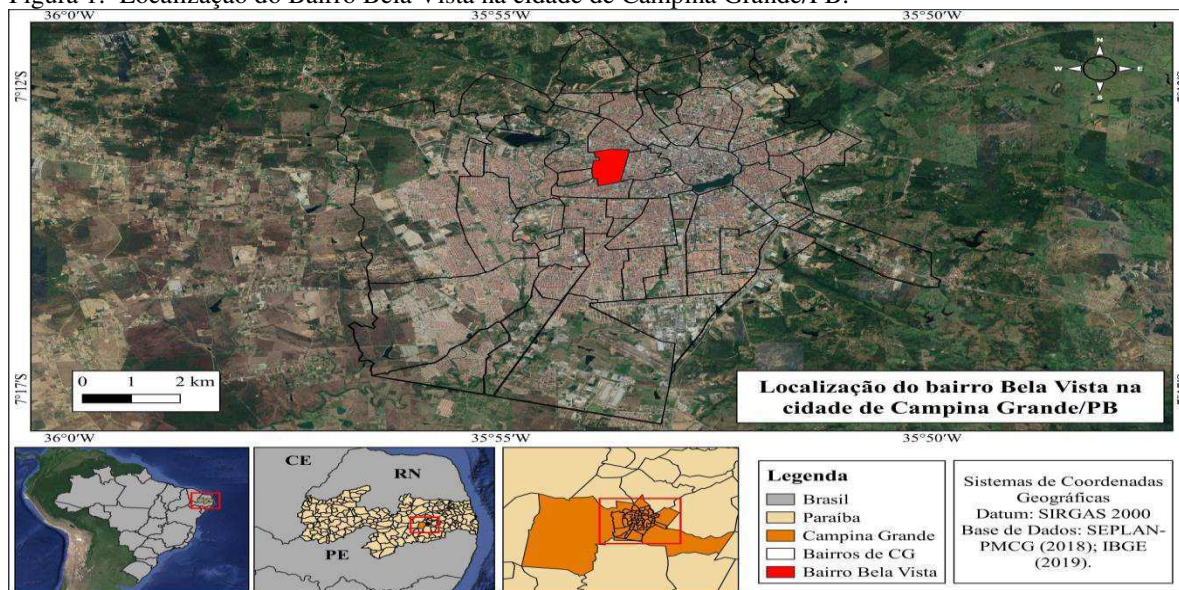 Figura 1: Localização do Bairro Bela Vista na cidade de Campina Grande/PB.
36°0'W 35°55'W 35°50'W
7°12'S
N
W E
S
0 1 2 km
7°17'S
Localização do bairro Bela Vista na
cidade de Campina Grande/PB
36°0'W 35°55'W 35°50'W
CE
RN
PE
Legenda
Brasil
Paraíba
Campina Grande
Bairros de CG
Bairro Bela Vista
Sistemas de Coordenadas
Geográficas
Datum: SIRGAS 2000
Base de Dados: SEPLAN-
PMCG (2018); IBGE
(2019).